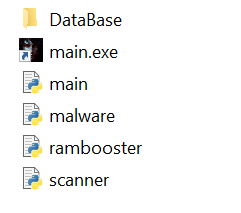 DataBase
main.exe
main
malware
rambooster
scanner